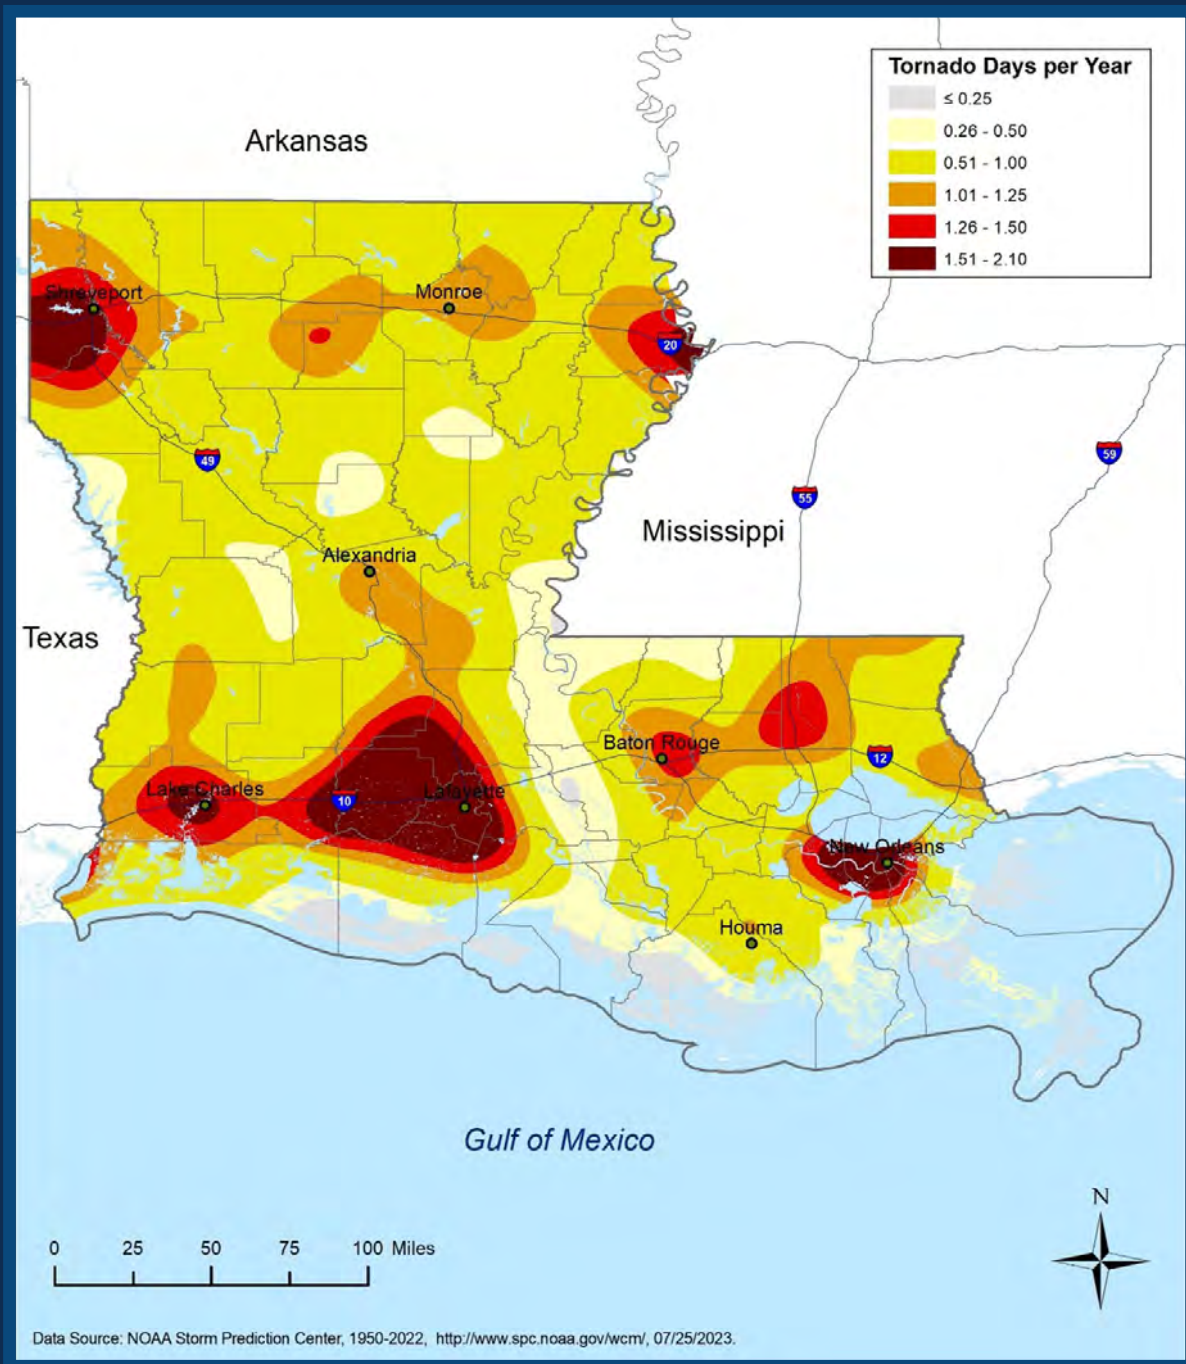 Tornado Days per Year
≤ 0.25
0.26 - 0.50
0.51 - 1.00
1.01 - 1.25
1.26 - 1.50
1.51 - 2.10
Arkansas
Shreveport
Monroe
20
49
59
55
Mississippi
Alexandria
Texas
Baton Rouge
12
Lake Charles
10
Lafayette
New Orleans
Houma
Gulf of Mexico
N
0 25 50 75 100 Miles
Data Source: NOAA Storm Prediction Center, 1950-2022, http://www.spc.noaa.gov/wcm/, 07/25/2023.